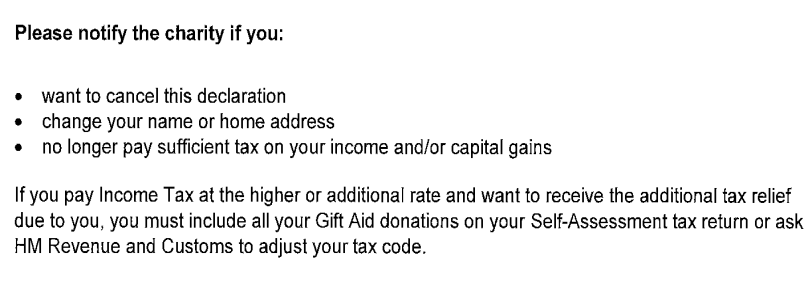 Please notify the charity if you:
• want to cancel this declaration
• change your name or home address
• no longer pay sufficient tax on your income and/or capital gains
If you pay Income Tax at the higher or additional rate and want to receive the additional tax relief
due to you, you must include all your Gift Aid donations on your Self-Assessment tax return or ask
HM Revenue and Customs to adjust your tax code.